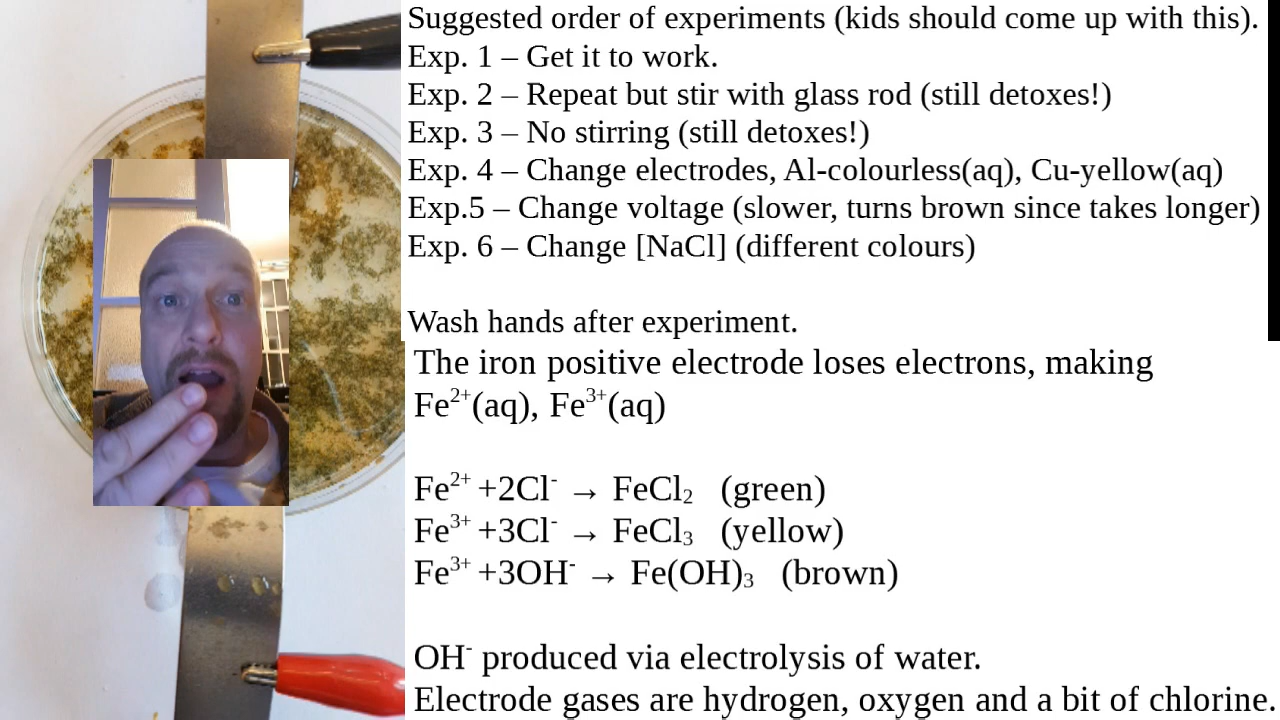 Suggested order of experiments (kids should come up with this).
Exp. 1 – Get it to work.
Exp. 2 – Repeat but stir with glass rod (still detoxes!)
Exp. 3 – No stirring (still detoxes!)
Exp. 4 – Change electrodes, Al-colourless(aq), Cu-yellow(aq)
Exp.5 – Change voltage (slower, turns brown since takes longer)
Exp. 6 – Change [NaCl] (different colours)
Wash hands after experiment.
The iron positive electrode loses electrons, making
Fe²⁺(aq), Fe³⁺(aq)
Fe²⁺ +2Cl⁻ → FeCl₂ (green)
Fe³⁺ +3Cl⁻ → FeCl₃ (yellow)
Fe³⁺ +3OH⁻ → Fe(OH)₃ (brown)
OH⁻ produced via electrolysis of water.
Electrode gases are hydrogen, oxygen and a bit of chlorine.